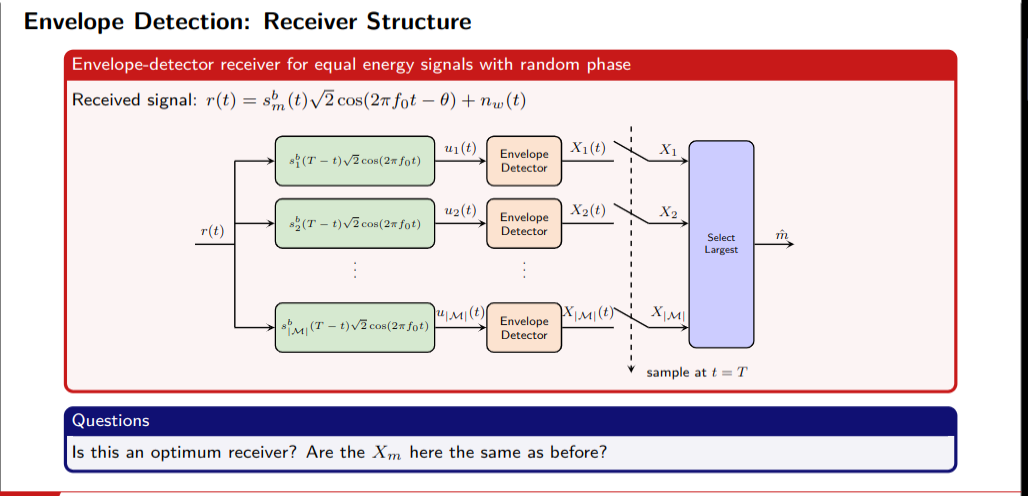 Envelope Detection: Receiver Structure
Envelope-detector receiver for equal energy signals with random phase
Received signal: $r(t) = s_m^b(t)\sqrt{2}\cos(2\pi f_0 t - \theta) + n_w(t)$
$s_1^b(T-t)\sqrt{2}\cos(2\pi f_0 t)$
$u_1(t)$
Envelope
Detector
$X_1(t)$
$X_1$
$s_2^b(T-t)\sqrt{2}\cos(2\pi f_0 t)$
$u_2(t)$
Envelope
Detector
$X_2(t)$
$X_2$
$r(t)$
Select
Largest
$\hat{m}$
⋮
⋮
$s_{|\mathcal{M}|}^b(T-t)\sqrt{2}\cos(2\pi f_0 t)$
$u_{|\mathcal{M}|}(t)$
Envelope
Detector
$X_{|\mathcal{M}|}(t)$
$X_{|\mathcal{M}|}$
sample at $t = T$
Questions
Is this an optimum receiver? Are the $X_m$ here the same as before?